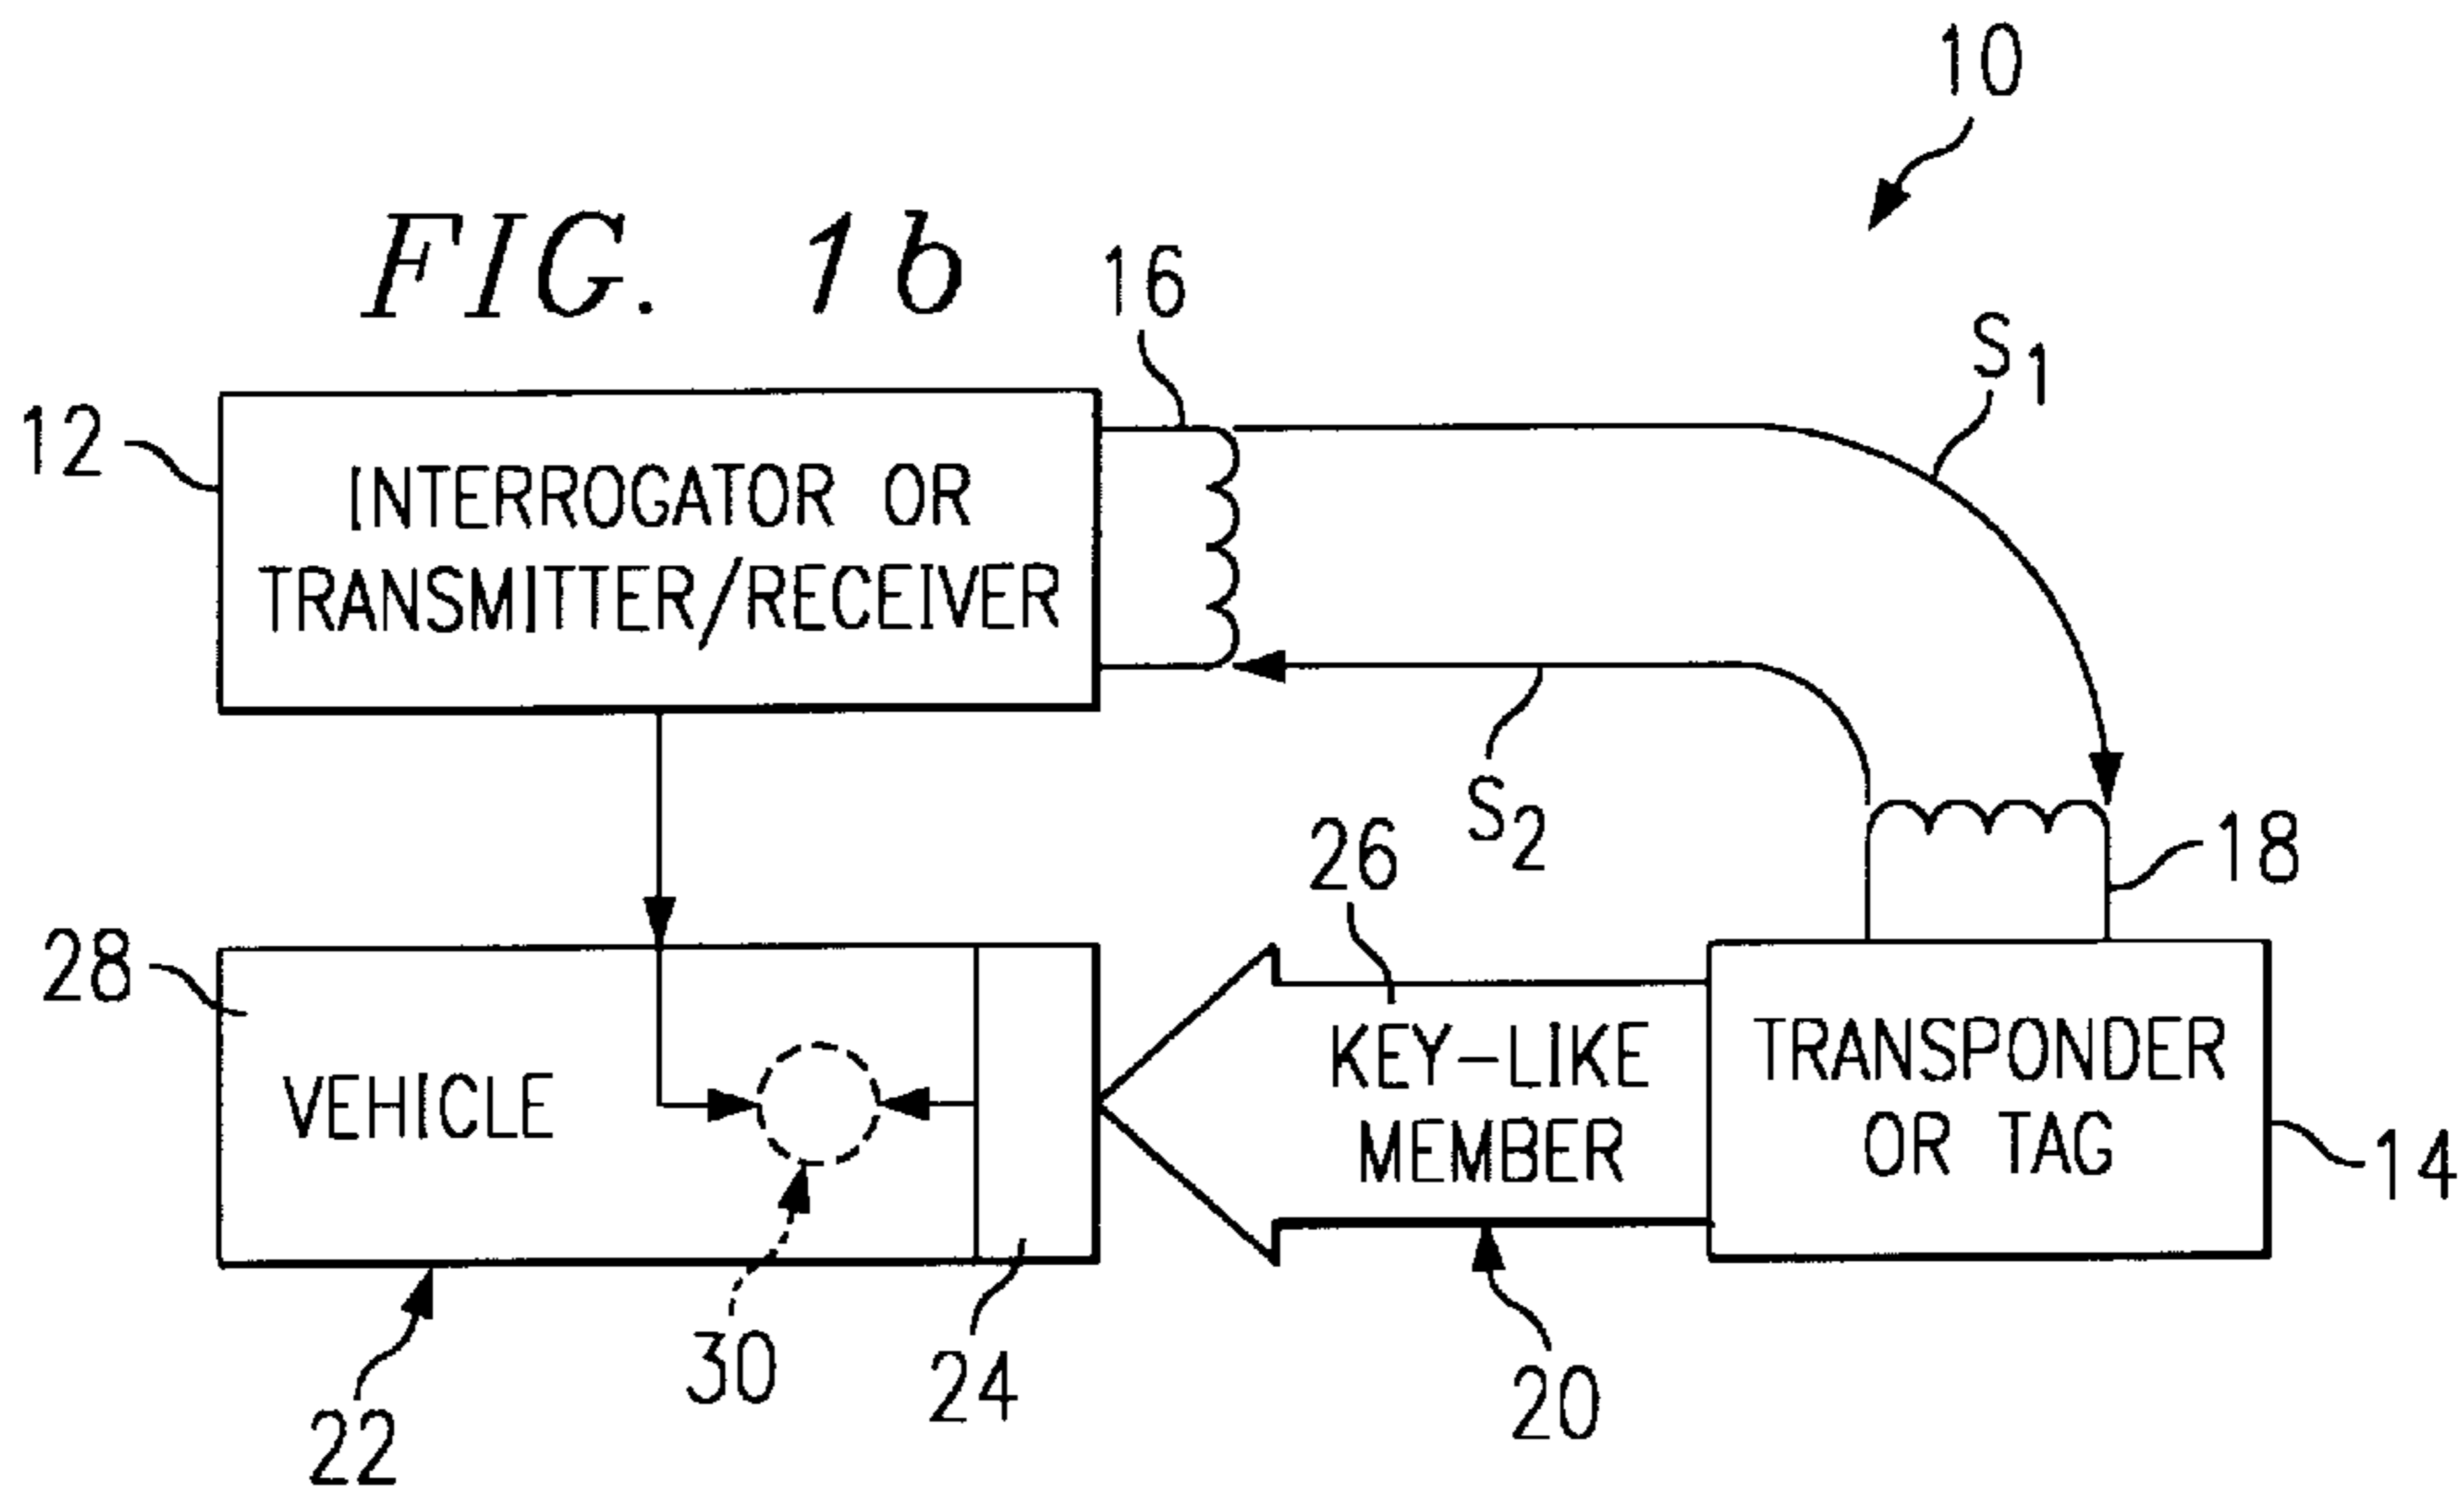 10
FIG. 1b
16
S1
12
INTERROGATOR OR
TRANSMITTER/RECEIVER
S2
26
18
28
VEHICLE
KEY-LIKE
MEMBER
TRANSPONDER
OR TAG
14
30
24
20
22